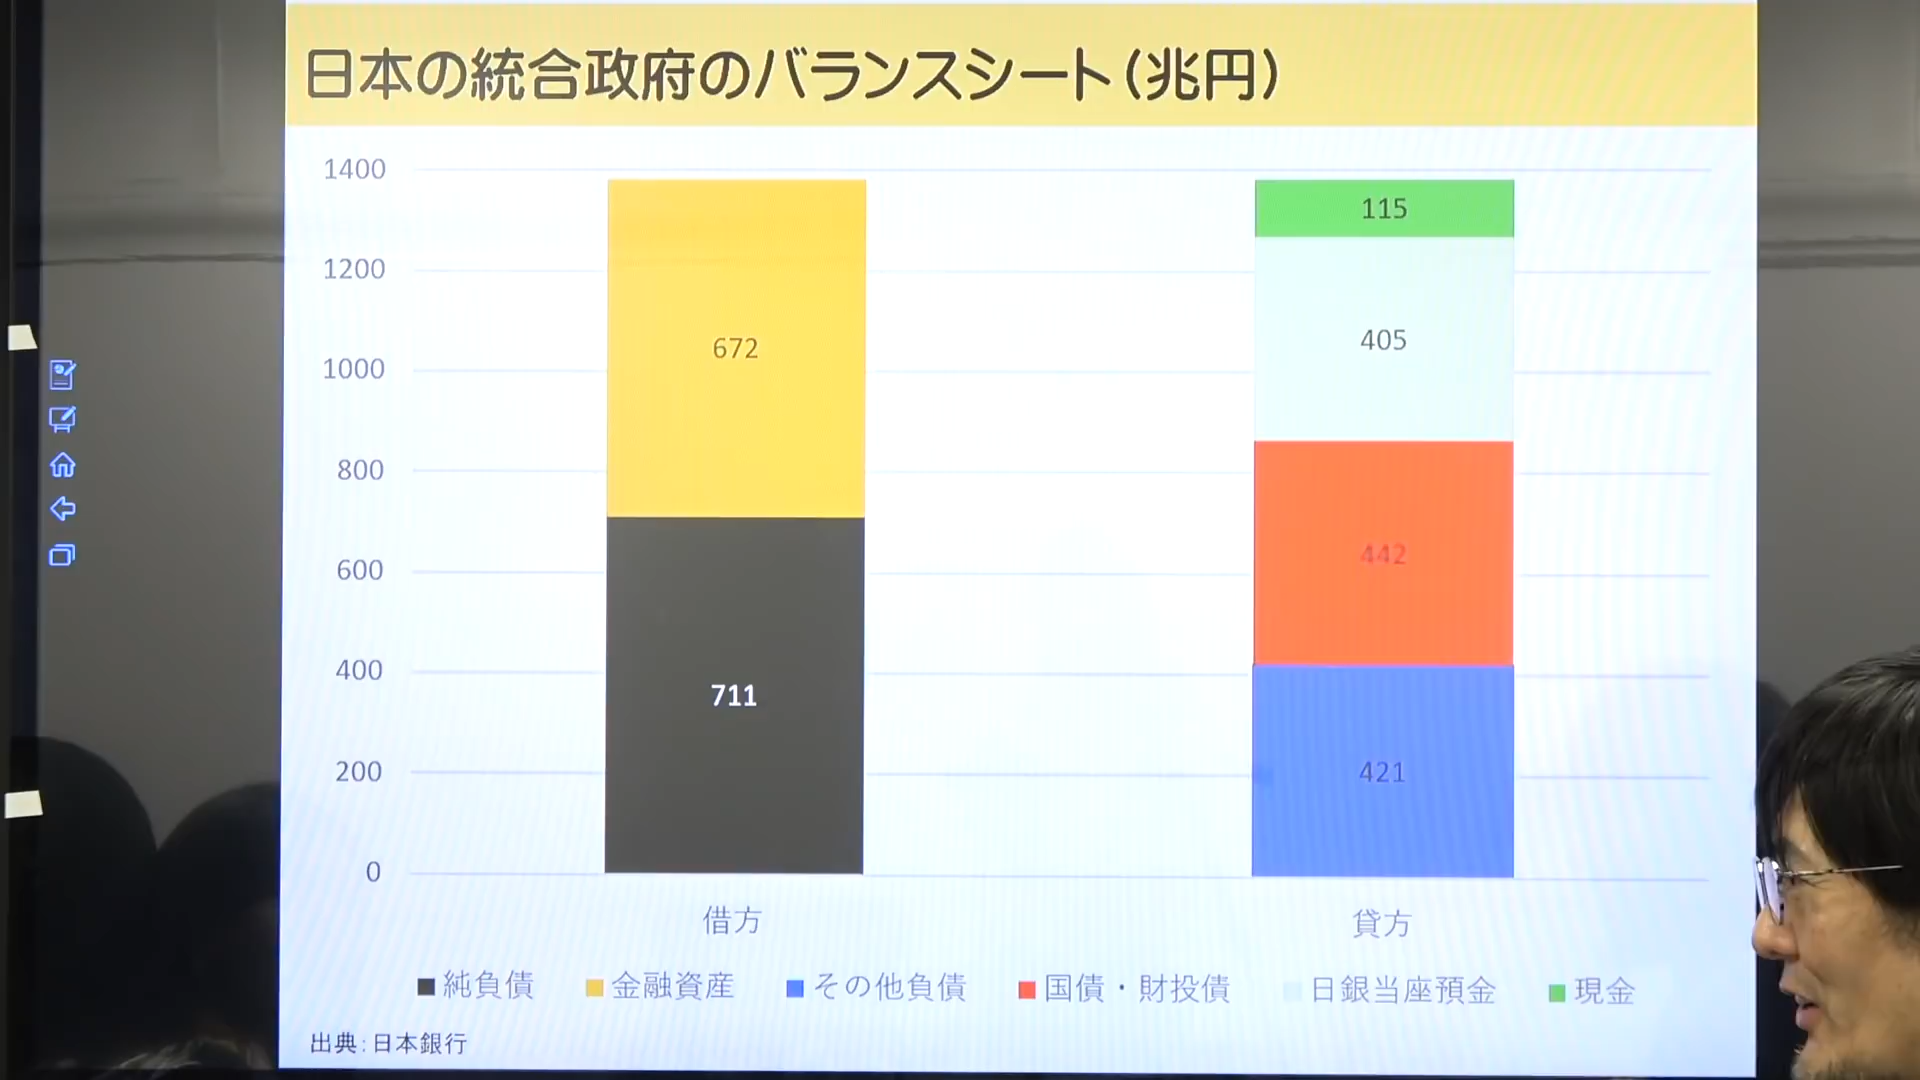 日本の統合政府のバランスシート(兆円)
1400
1200
1000
800
600
400
200
0
672
711
115
405
442
421
借方
貸方
純負債 金融資産 その他負債 国債・財投債 日銀当座預金 現金
出典:日本銀行